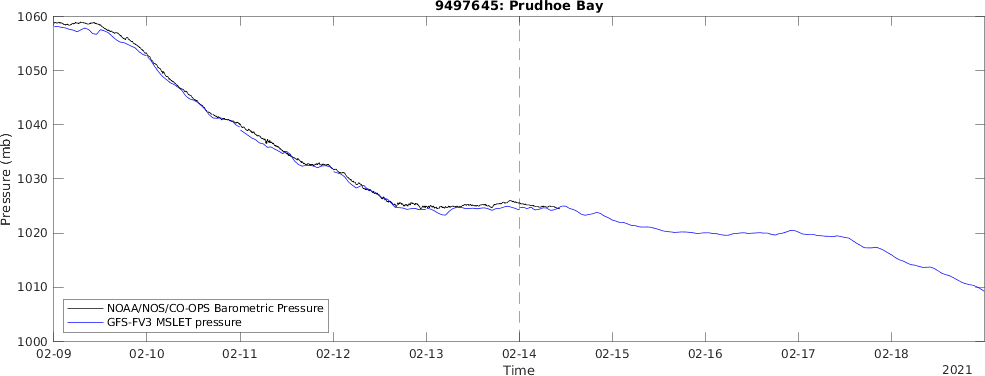 9497645: Prudhoe Bay
1060
1050
1040
1030
1020
1010
1000
Pressure (mb)
NOAA/NOS/CO-OPS Barometric Pressure
GFS-FV3 MSLET pressure
02-09 02-10 02-11 02-12 02-13 02-14 02-15 02-16 02-17 02-18
Time
2021